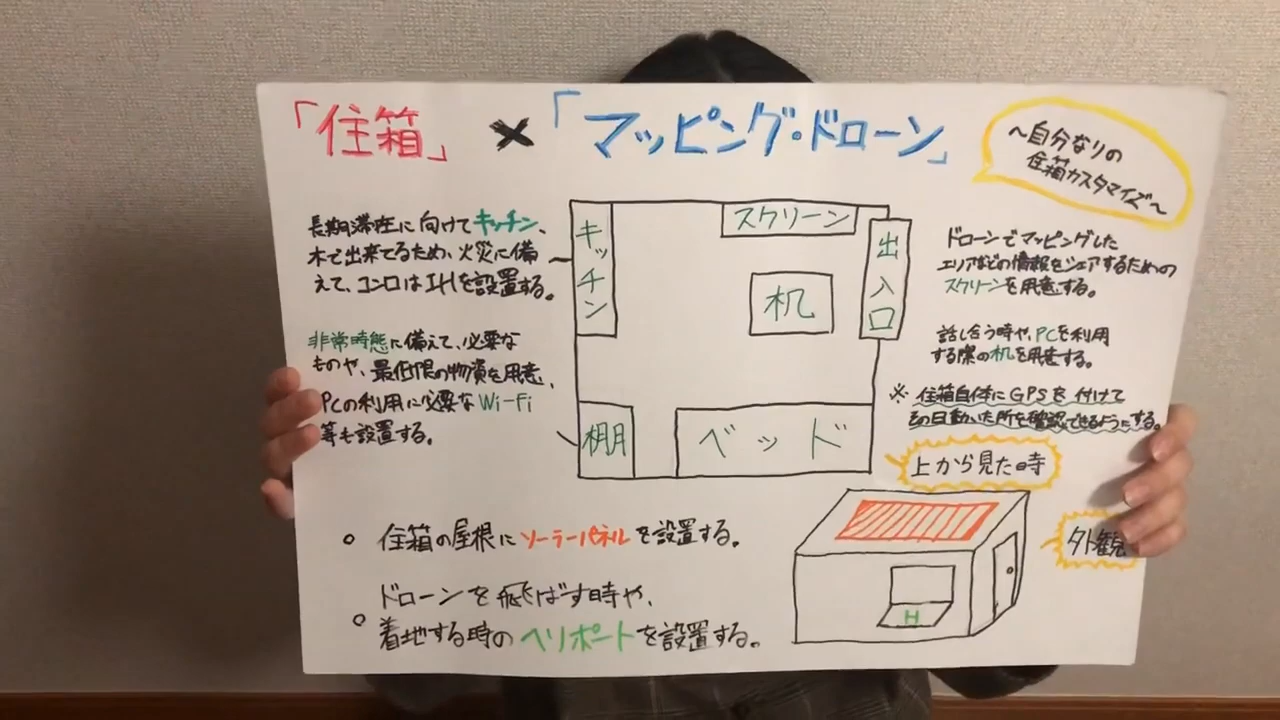 「住箱」×「マッピング・ドローン」
〜自分なりの
住箱カスタマイズ〜
長期滞在に向けてキッチン、
木で出来てるため、火災に備
えて、コンロはIHを設置する。
非常時態に備えて、必要な
ものや、最低限の物資を用意、
PCの利用に必要なWi-Fi
等も設置する。
キッチン
スクリーン
出入口
机
棚
ベッド
ドローンでマッピングした
エリアなどの情報をシェアするための
スクリーンを用意する。
話し合う時や、PCを利用
する際の机を用意する。
※住箱自体にGPSを付けて
その日動いた所を確認できるようにする。
上から見た時
外観
H
○ 住箱の屋根にソーラーパネルを設置する。
ドローンを飛ばす時や、
○ 着地する時のヘリポートを設置する。